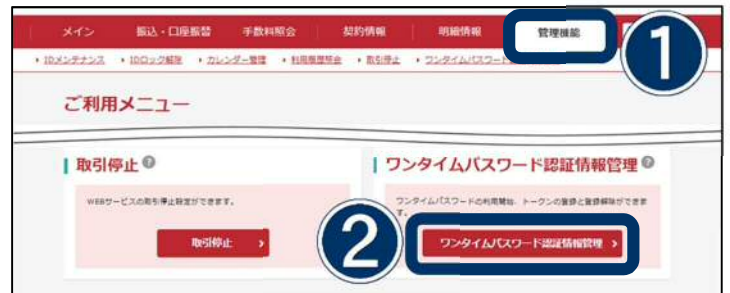 メイン 振込・口座振替 手数料照会 契約情報 明細情報 管理機能 1
IDメンテナンス IDロック解除 カレンダー管理 利用履歴照会 取引停止 ワンタイムパスワード
ご利用メニュー
取引停止 ?
WEBサービスの取引停止設定ができます。
取引停止 >
ワンタイムパスワード認証情報管理 ?
ワンタイムパスワードの利用開始、トークンの登録と登録解除ができま
す。
2 ワンタイムパスワード認証情報管理 >